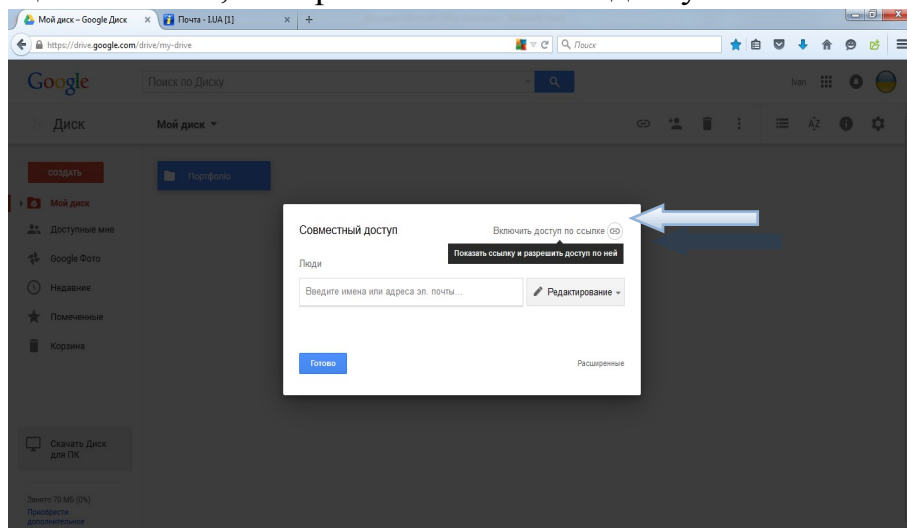 Мой диск – Google Диск
Почта - I.UA [1]
https://drive.google.com/drive/my-drive
Поиск
Google
Поиск по Диску
Ivan
Диск
Мой диск
СОЗДАТЬ
Portfonlio
Мой диск
Доступные мне
Google Фото
Недавние
Помеченные
Корзина
Скачать Диск
для ПК
Занято 70 МБ (0%)
Приобрести
дополнительное
Совместный доступ
Включить доступ по ссылке
Показать ссылку и разрешить доступ по ней
Люди
Введите имена или адреса эл. почты...
Редактирование
Готово
Расширенные